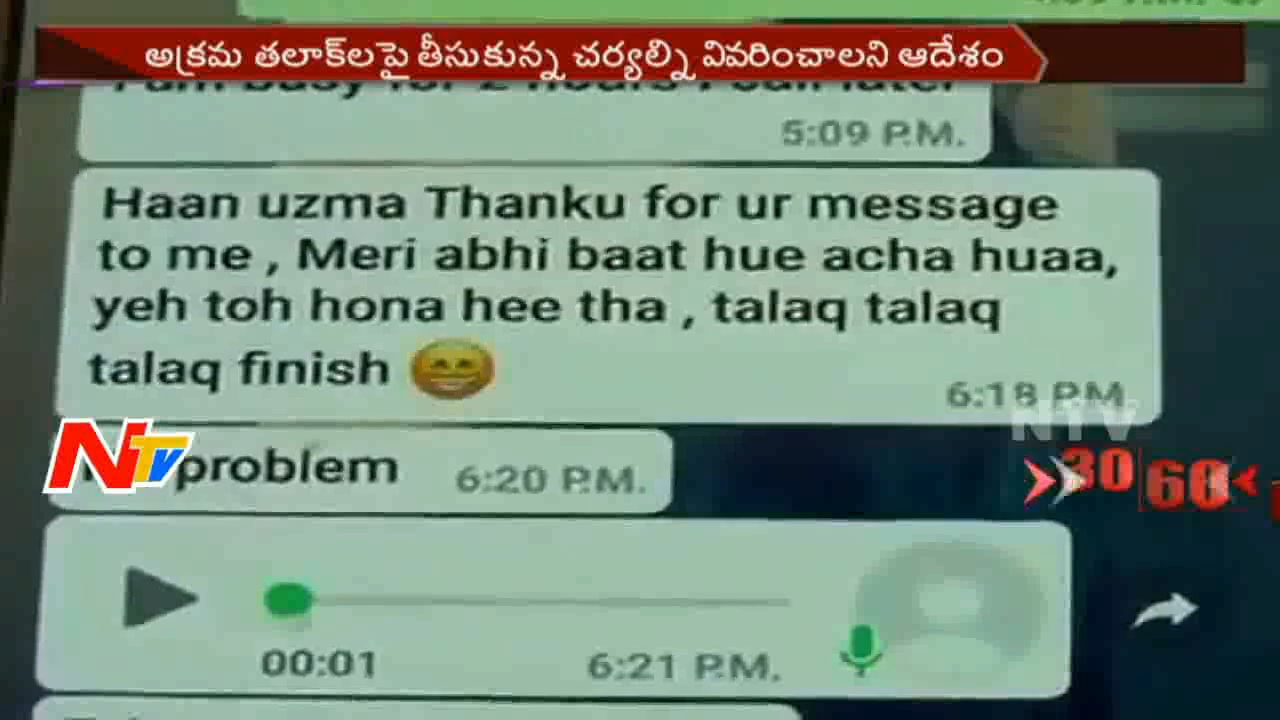 అక్రమ తలాక్‌లపై తీసుకున్న చర్యల్ని వివరించాలని ఆదేశం
5:09 P.M.
Haan uzma Thanku for ur message
to me , Meri abhi baat hue acha huaa,
yeh toh hona hee tha , talaq talaq
talaq finish 😁
6:18 P.M.
NTV
NTV
problem 6:20 P.M.
30 60
00:01 6:21 P.M.